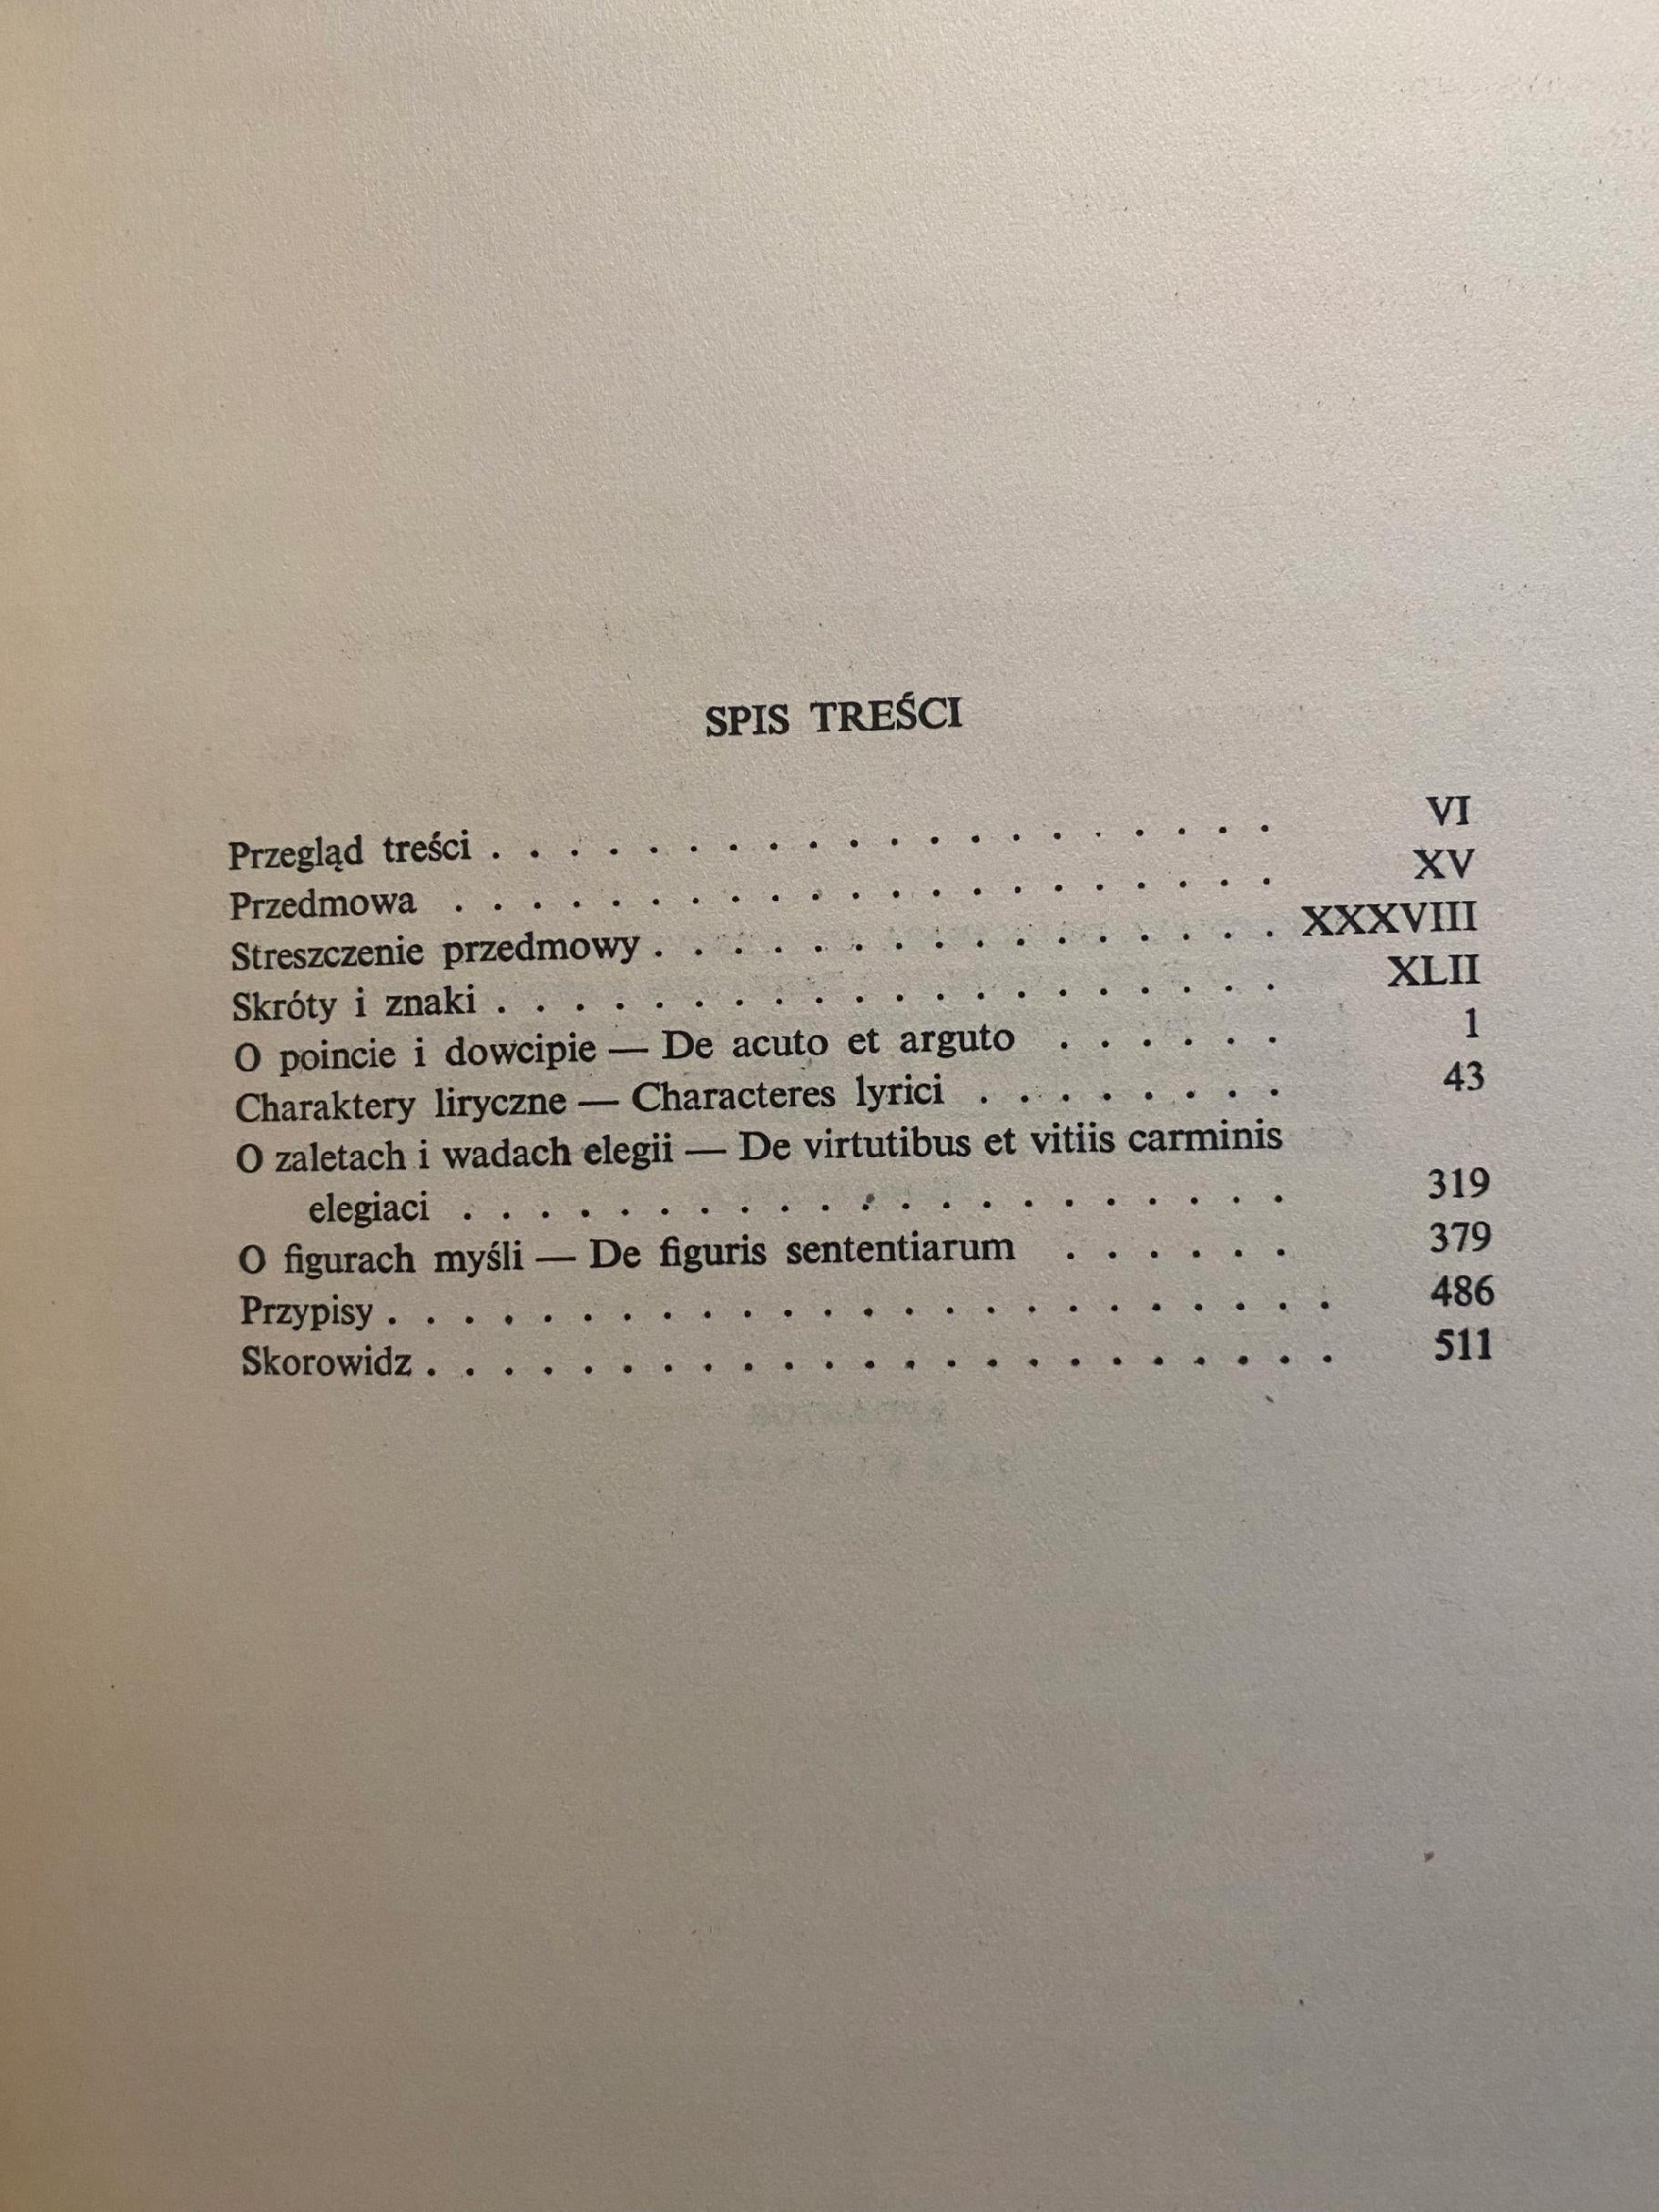 SPIS TREŚCI
Przegląd treści . . . . . . . . . . . . . . . . . . . . VI
Przedmowa . . . . . . . . . . . . . . . . . . . . . XV
Streszczenie przedmowy . . . . . . . . . . . . . . . . XXXVIII
Skróty i znaki . . . . . . . . . . . . . . . . . . . . XLII
O poincie i dowcipie — De acuto et arguto . . . . . . 1
Charaktery liryczne — Characteres lyrici . . . . . . . . 43
O zaletach i wadach elegii — De virtutibus et vitiis carminis
elegiaci . . . . . . . . . . . . . . . . . . . . . 319
O figurach myśli — De figuris sententiarum . . . . . . 379
Przypisy . . . . . . . . . . . . . . . . . . . . . . . . 486
Skorowidz . . . . . . . . . . . . . . . . . . . . . . . 511